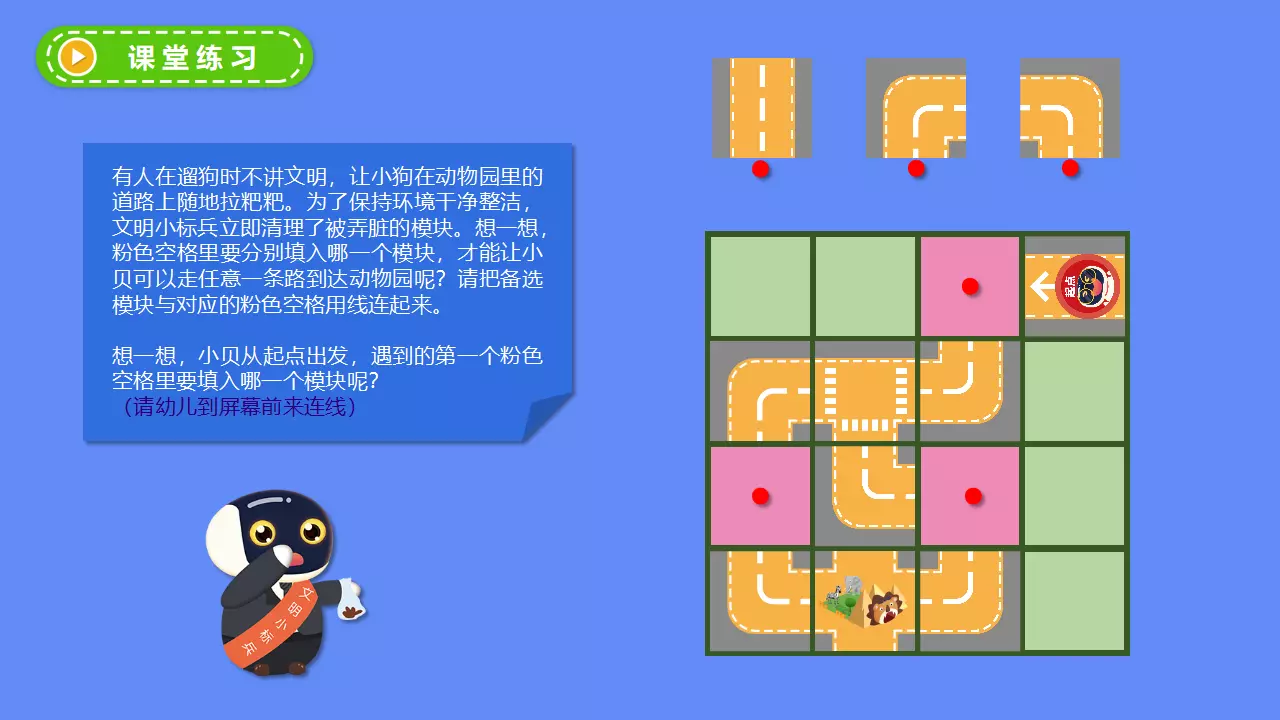 课堂练习
有人在遛狗时不讲文明，让小狗在动物园里的
道路上随地拉粑粑。为了保持环境干净整洁，
文明小标兵立即清理了被弄脏的模块。想一想，
粉色空格里要分别填入哪一个模块，才能让小
贝可以走任意一条路到达动物园呢？请把备选
模块与对应的粉色空格用线连起来。
想一想，小贝从起点出发，遇到的第一个粉色
空格里要填入哪一个模块呢？
（请幼儿到屏幕前来连线）
起点
文明小标兵